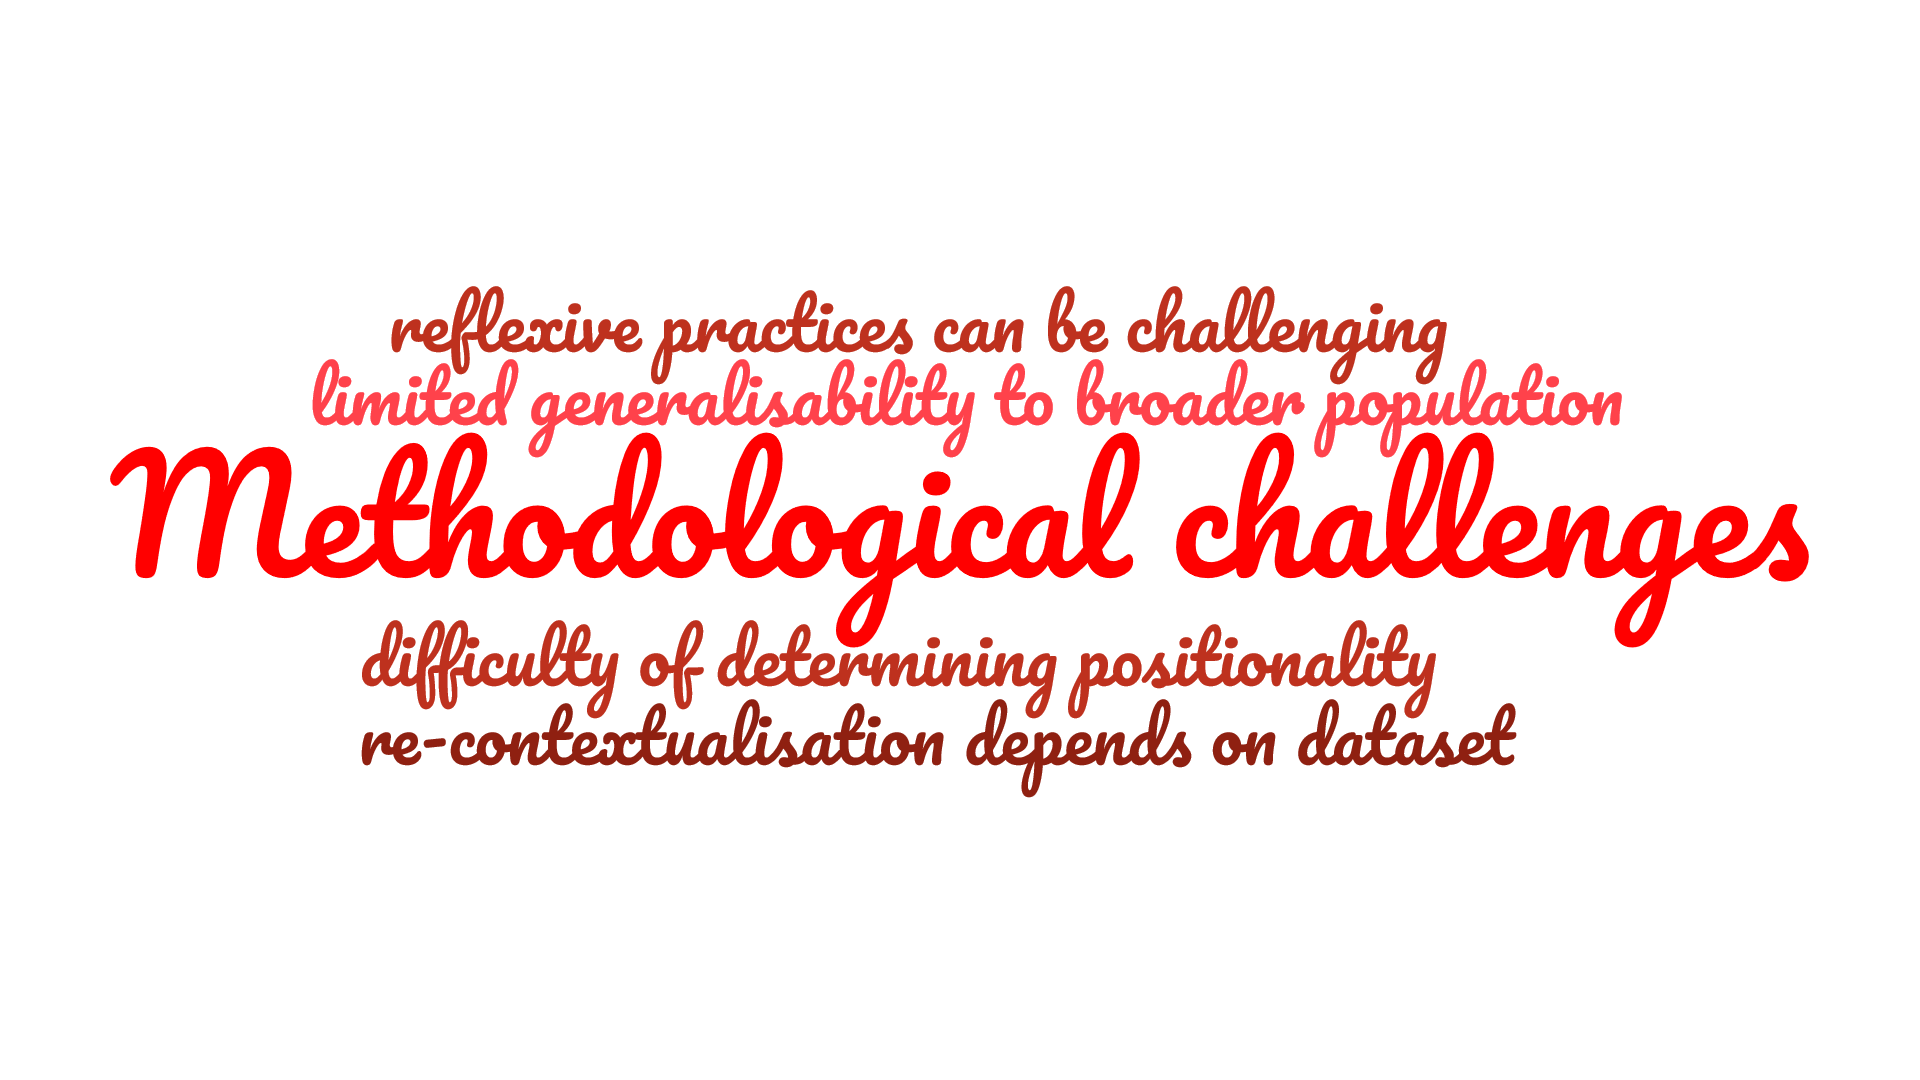 reflexive practices can be challenging
limited generalisability to broader population
Methodological challenges
difficulty of determining positionality
re-contextualisation depends on dataset